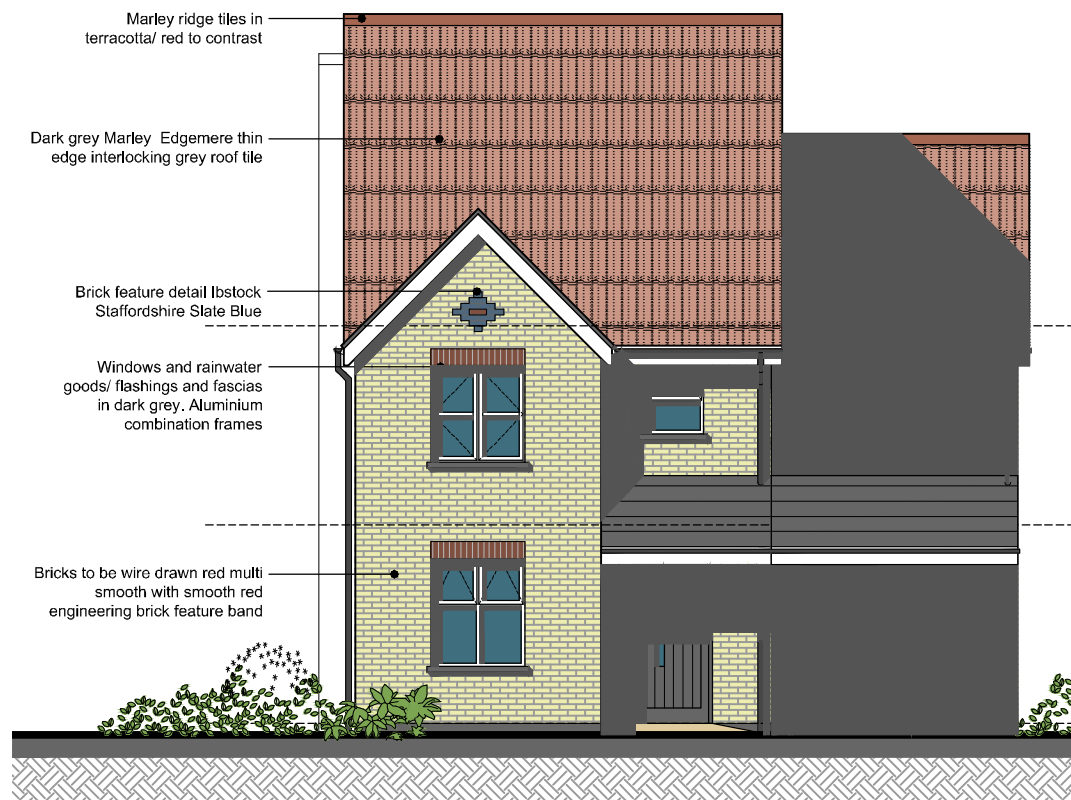 Marley ridge tiles in
terracotta/ red to contrast
Dark grey Marley  Edgemere thin
edge interlocking grey roof tile
Brick feature detail Ibstock
Staffordshire Slate Blue
Windows and rainwater
goods/ flashings and fascias
in dark grey. Aluminium
combination frames
Bricks to be wire drawn red multi
smooth with smooth red
engineering brick feature band